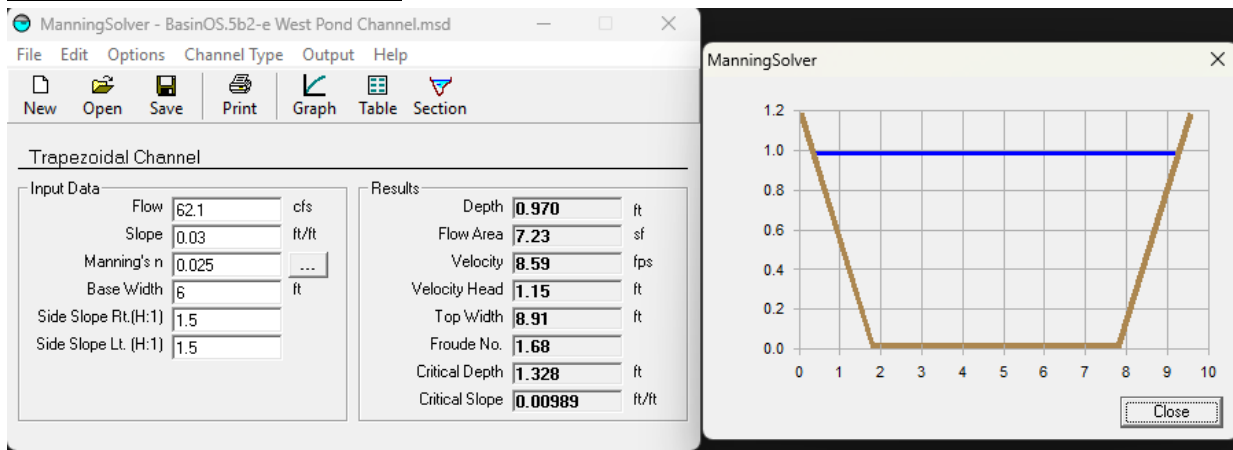 ManningSolver - BasinOS.5b2-e West Pond Channel.msd
File Edit Options Channel Type Output Help
New Open Save Print Graph Table Section
Trapezoidal Channel
Input Data
Flow 62.1 cfs
Slope 0.03 ft/ft
Manning's n 0.025 ...
Base Width 6 ft
Side Slope Rt.(H:1) 1.5
Side Slope Lt. (H:1) 1.5
Results
Depth 0.970 ft
Flow Area 7.23 sf
Velocity 8.59 fps
Velocity Head 1.15 ft
Top Width 8.91 ft
Froude No. 1.68
Critical Depth 1.328 ft
Critical Slope 0.00989 ft/ft
ManningSolver
1.2
1.0
0.8
0.6
0.4
0.2
0.0
0 1 2 3 4 5 6 7 8 9 10
Close